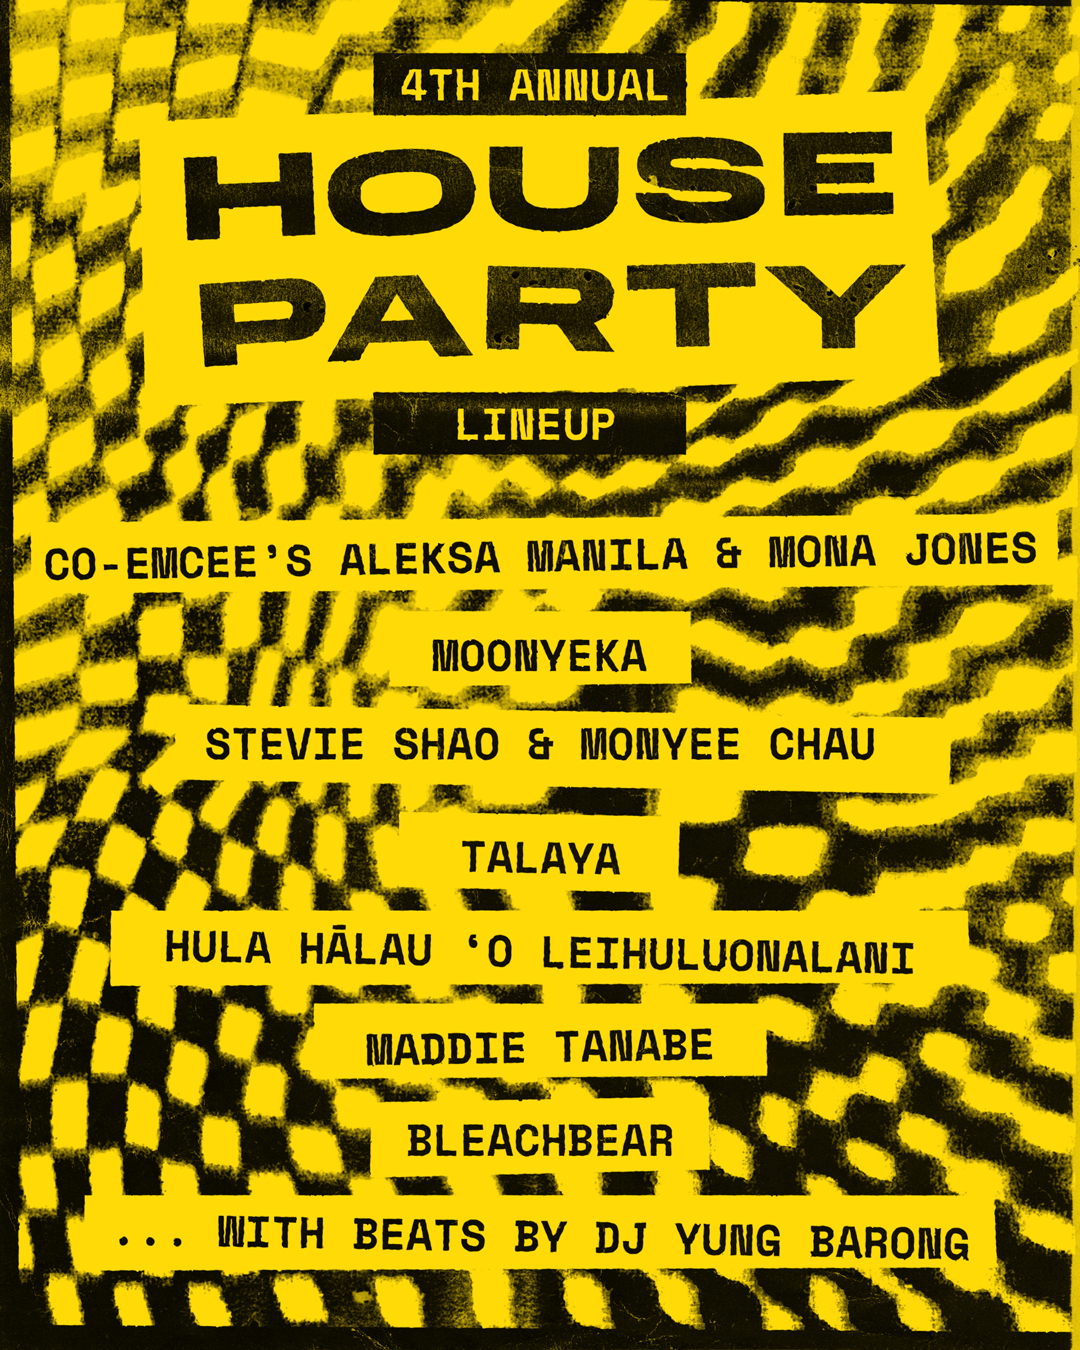 4TH ANNUAL
HOUSE
PARTY
LINEUP
CO-EMCEE’S ALEKSA MANILA & MONA JONES
MOONYEKA
STEVIE SHAO & MONYEE CHAU
TALAYA
HULA HĀLAU ‘O LEIHULUONALANI
MADDIE TANABE
BLEACHBEAR
... WITH BEATS BY DJ YUNG BARONG